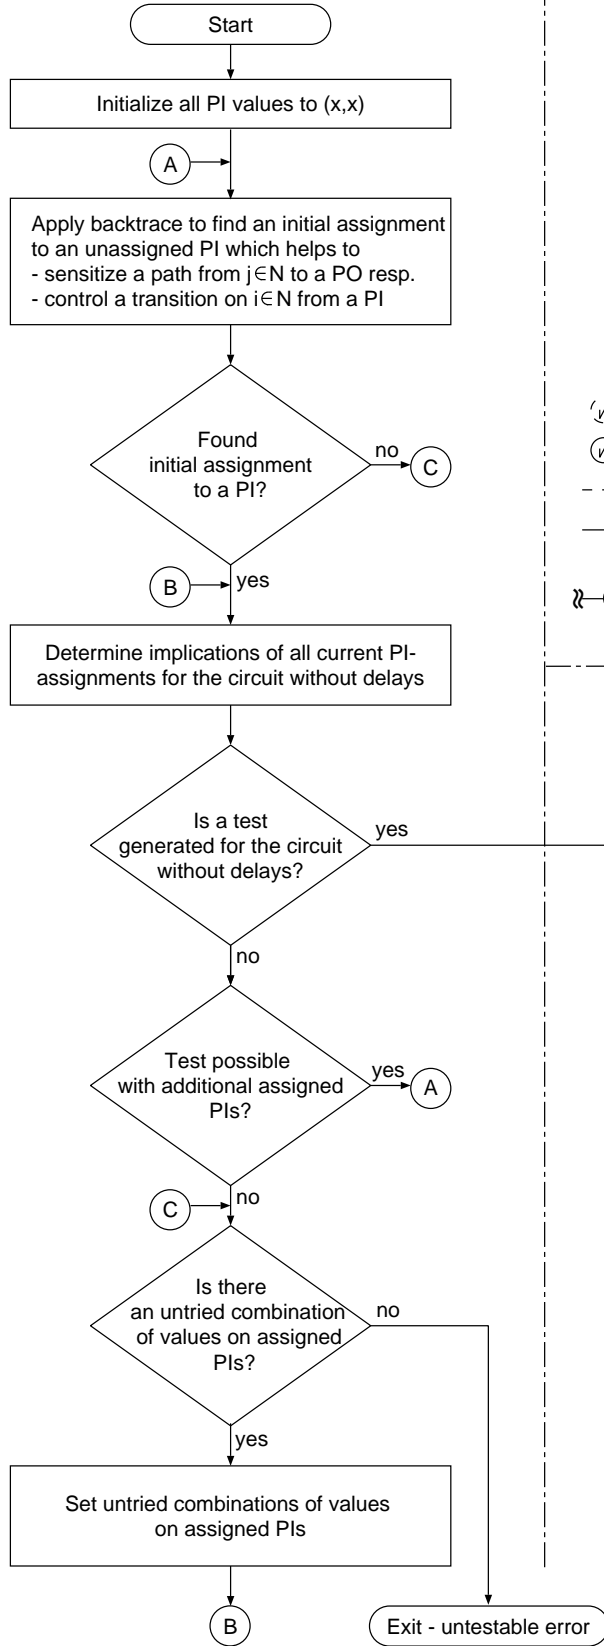 Start
Initialize all PI values to (x,x)
A
Apply backtrace to find an initial assignment
to an unassigned PI which helps to
- sensitize a path from j∈N to a PO resp.
- control a transition on i∈N from a PI
Found
initial assignment
to a PI?
no
C
B
yes
Determine implications of all current PI-
assignments for the circuit without delays
Is a test
generated for the circuit
without delays?
yes
no
Test possible
with additional assigned
PIs?
yes
A
C
no
Is there
an untried combination
of values on assigned
PIs?
no
yes
Set untried combinations of values
on assigned PIs
B
Exit - untestable error